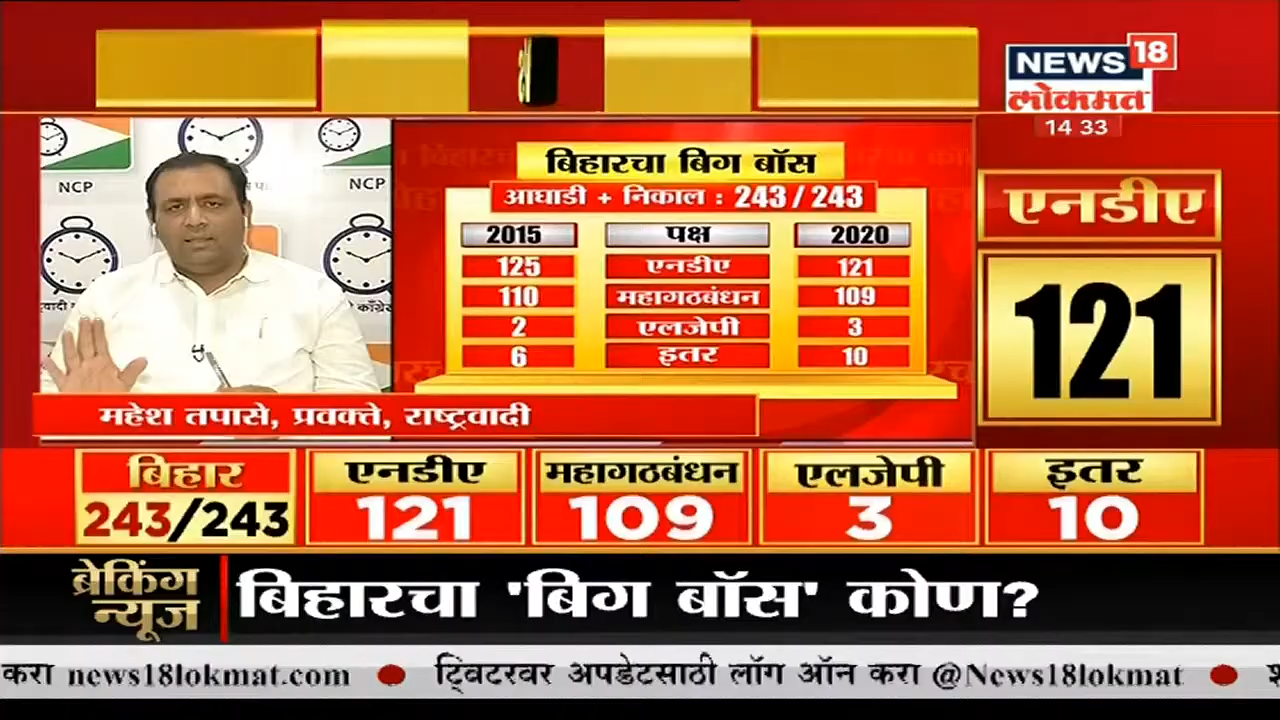 NEWS 18
लोकमत
14 33
NCP
NCP
बिहारचा बिग बॉस
आघाडी + निकाल : 243 / 243
2015 पक्ष 2020
125 एनडीए 121
110 महागठबंधन 109
2 एलजेपी 3
6 इतर 10
एनडीए
121
महेश तपासे, प्रवक्ते, राष्ट्रवादी
बिहार एनडीए महागठबंधन एलजेपी इतर
243/243 121 109 3 10
ब्रेकिंग
न्यूज
बिहारचा 'बिग बॉस' कोण?
करा news18lokmat.com ● ट्विटरवर अपडेटसाठी लॉग ऑन करा @News18lokmat ●